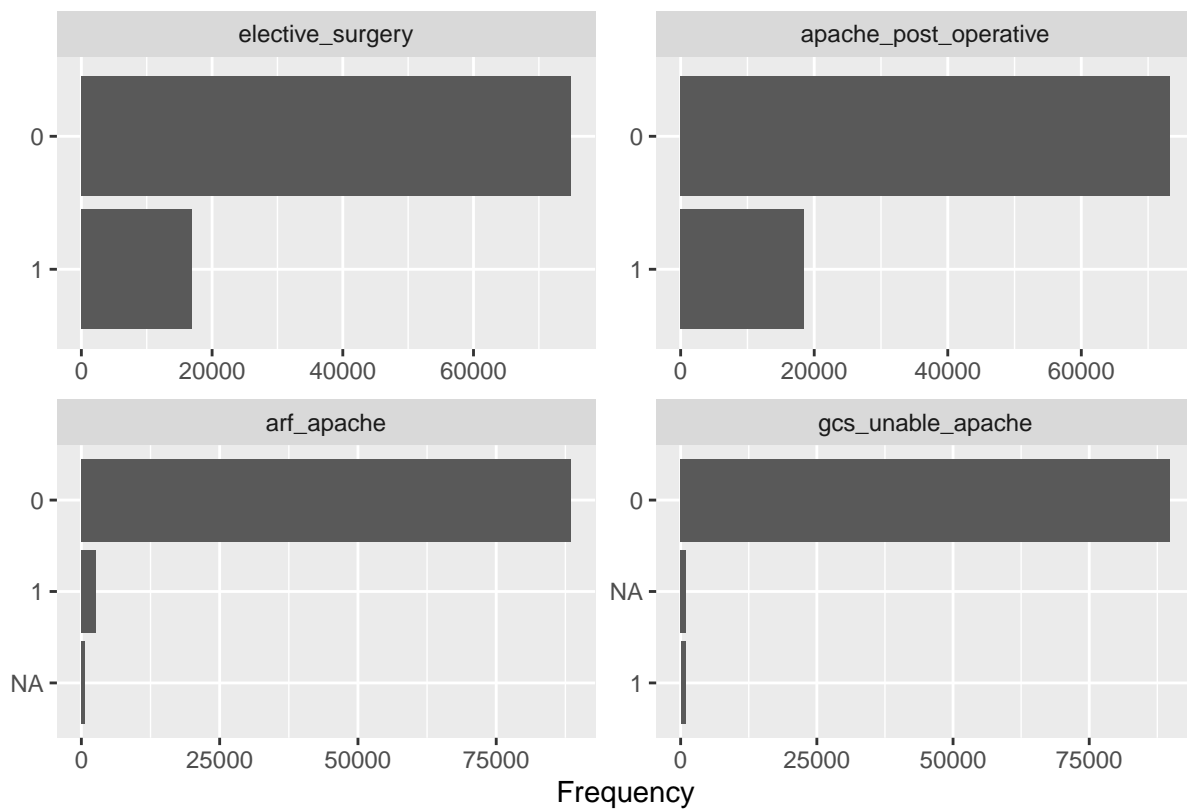 elective_surgery
apache_post_operative
0
1
0 20000 40000 60000
0
1
0 20000 40000 60000
arf_apache
gcs_unable_apache
0
1
NA
0 25000 50000 75000
0
NA
1
0 25000 50000 75000
Frequency